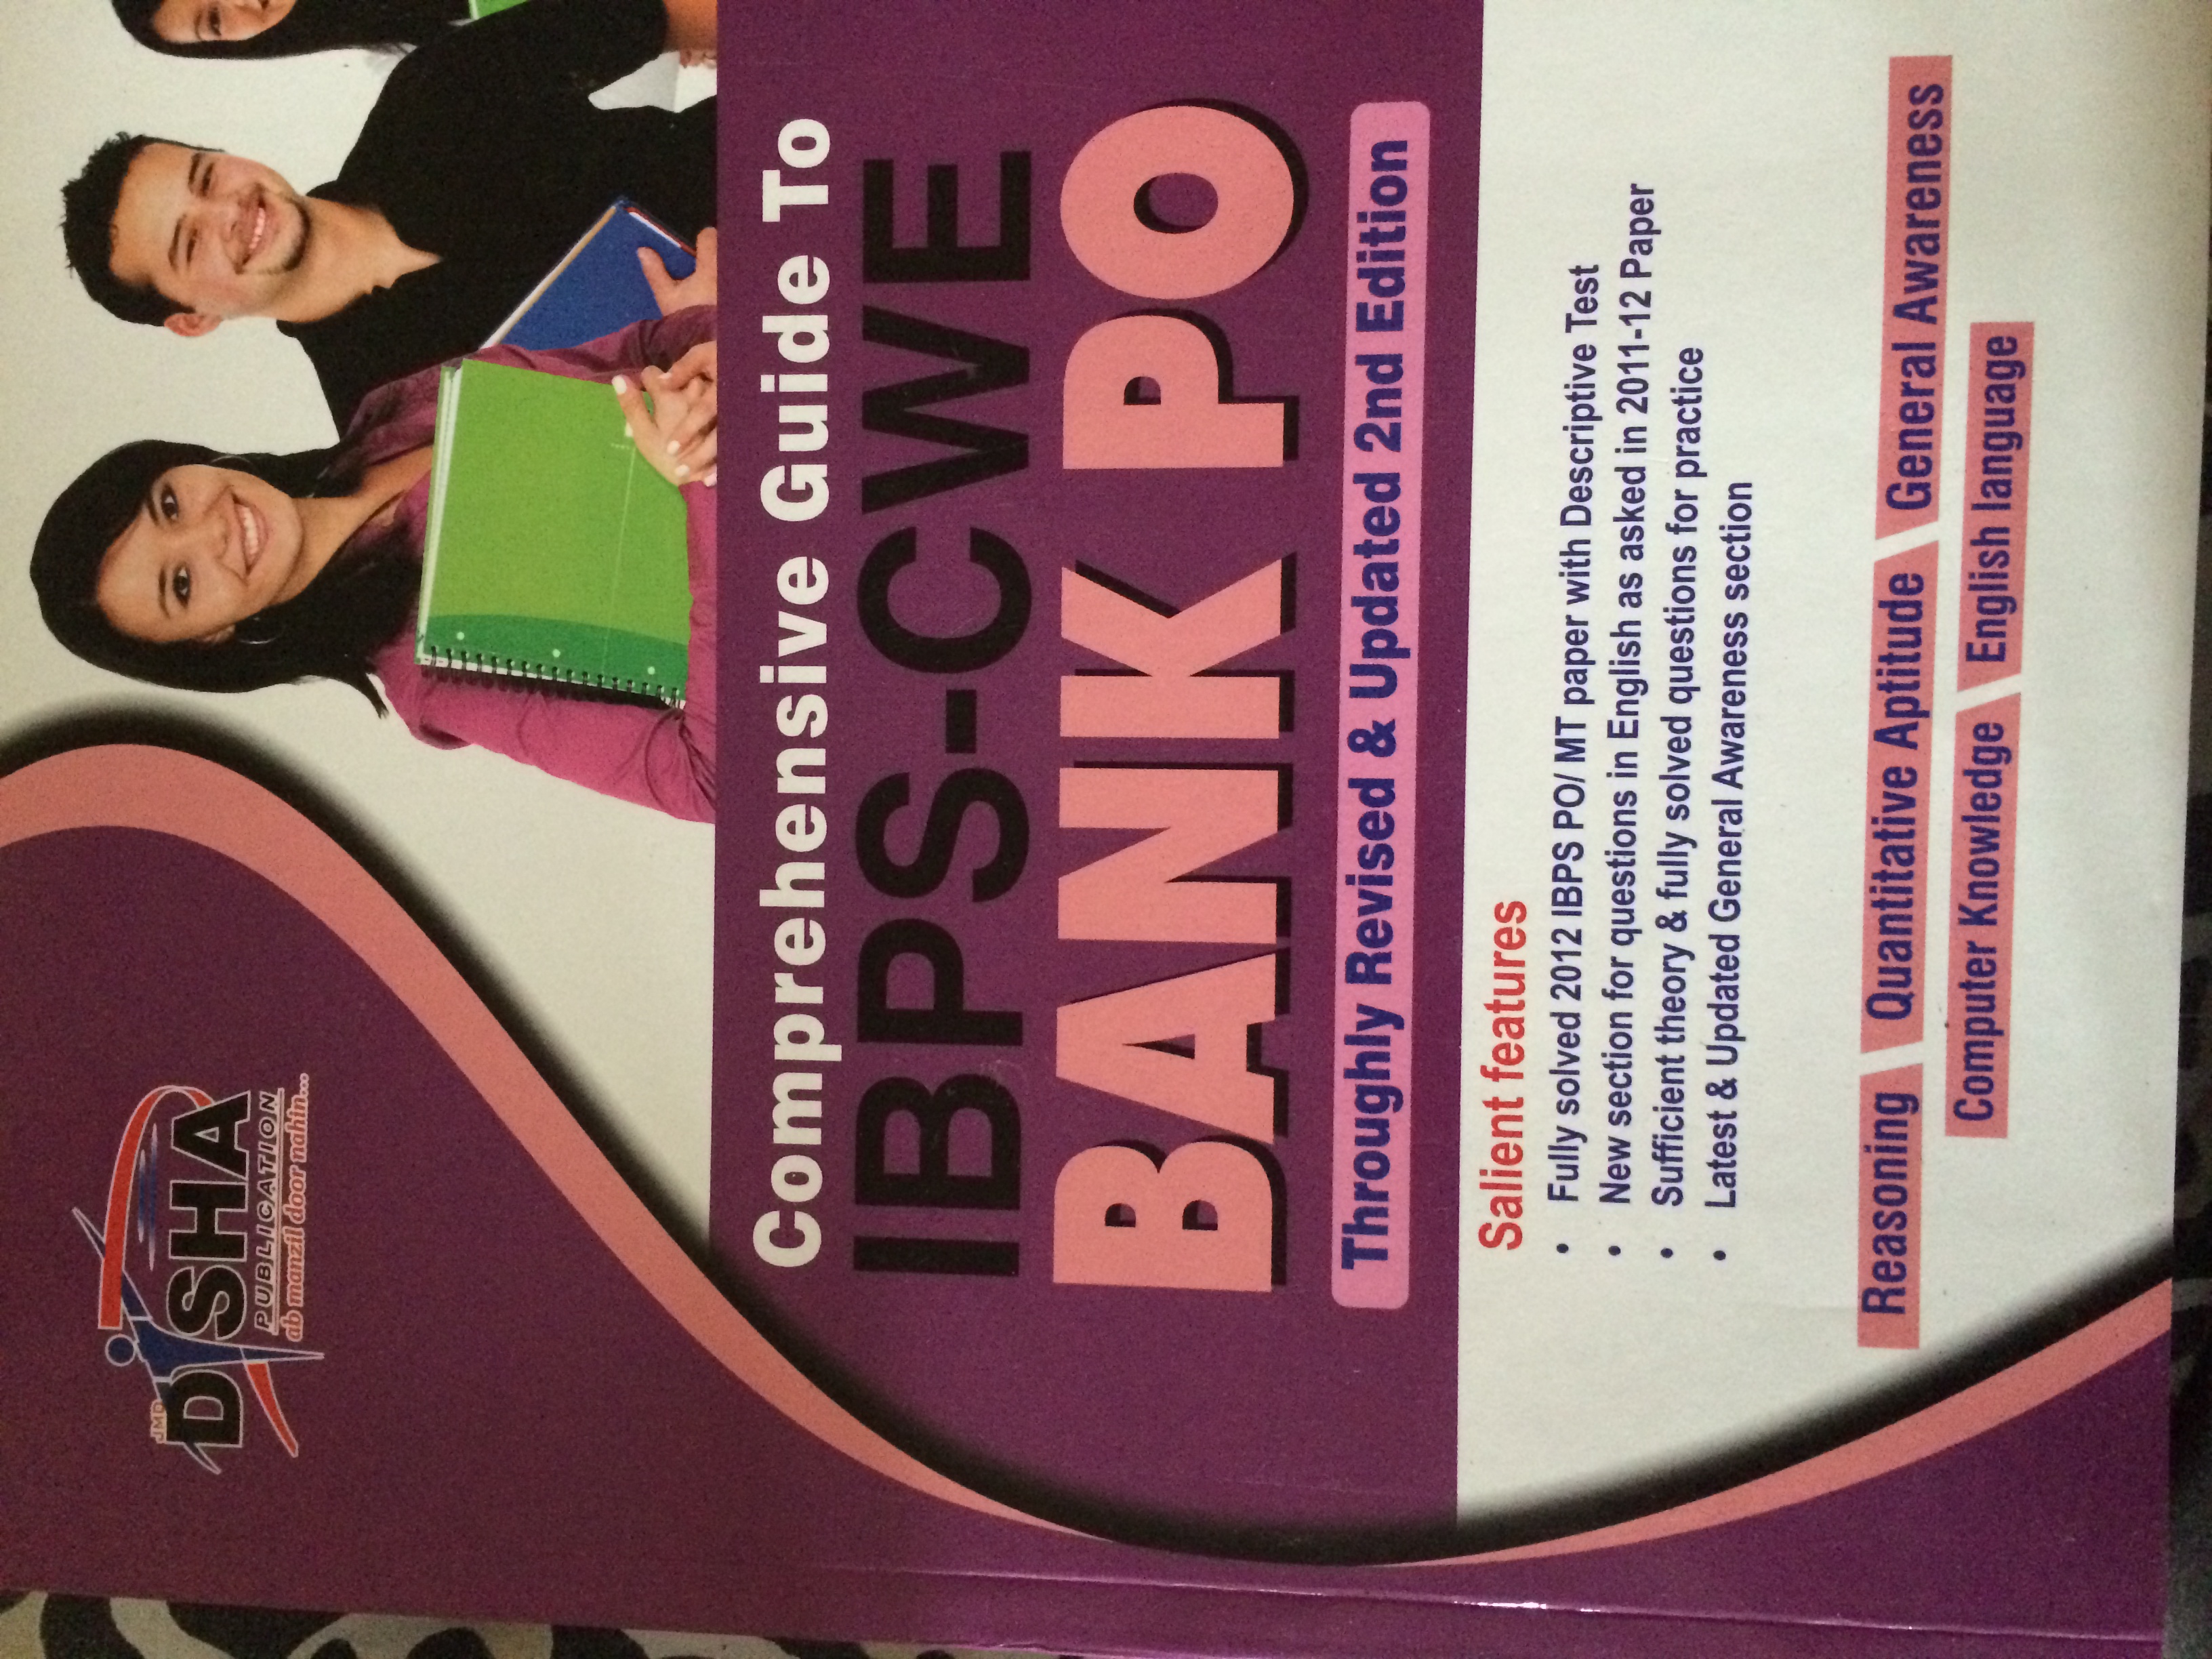 JMD
DISHA
PUBLICATION
ab manzil door nahin...
Comprehensive Guide To
IBPS-CWE
BANK PO
Throughly Revised & Updated 2nd Edition
Salient features
• Fully solved 2012 IBPS PO/ MT paper with Descriptive Test
• New section for questions in English as asked in 2011-12 Paper
• Sufficient theory & fully solved questions for practice
• Latest & Updated General Awareness section
Reasoning Quantitative Aptitude General Awareness
Computer Knowledge English language